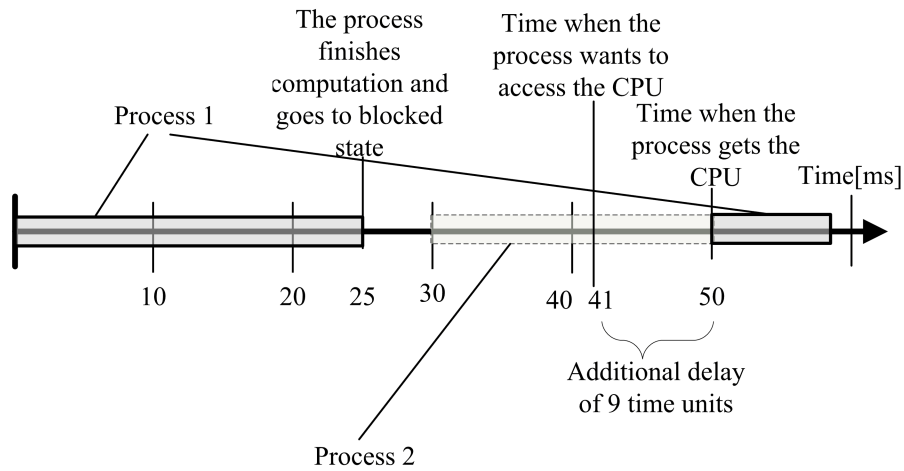 The process
finishes
computation and
goes to blocked
state
Time when the
process wants to
access the CPU
Process 1
Time when the
process gets the
CPU
Time[ms]
10
20
25
30
40
41
50
Additional delay
of 9 time units
Process 2